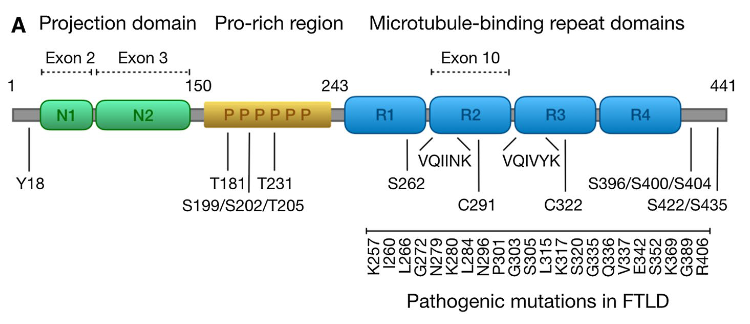 A
Projection domain Pro-rich region Microtubule-binding repeat domains
Exon 2 Exon 3 Exon 10
1 150 243 441
N1 N2 P P P P P P R1 R2 R3 R4
VQIINK VQIVYK
Y18 T181 T231 S262 S396/S400/S404
S199/S202/T205 C291 C322 S422/S435
K257
I260
L266
G272
N279
K280
L284
N296
P301
G303
S305
L315
K317
S320
G335
Q336
V337
E342
S352
K369
G389
R406
Pathogenic mutations in FTLD